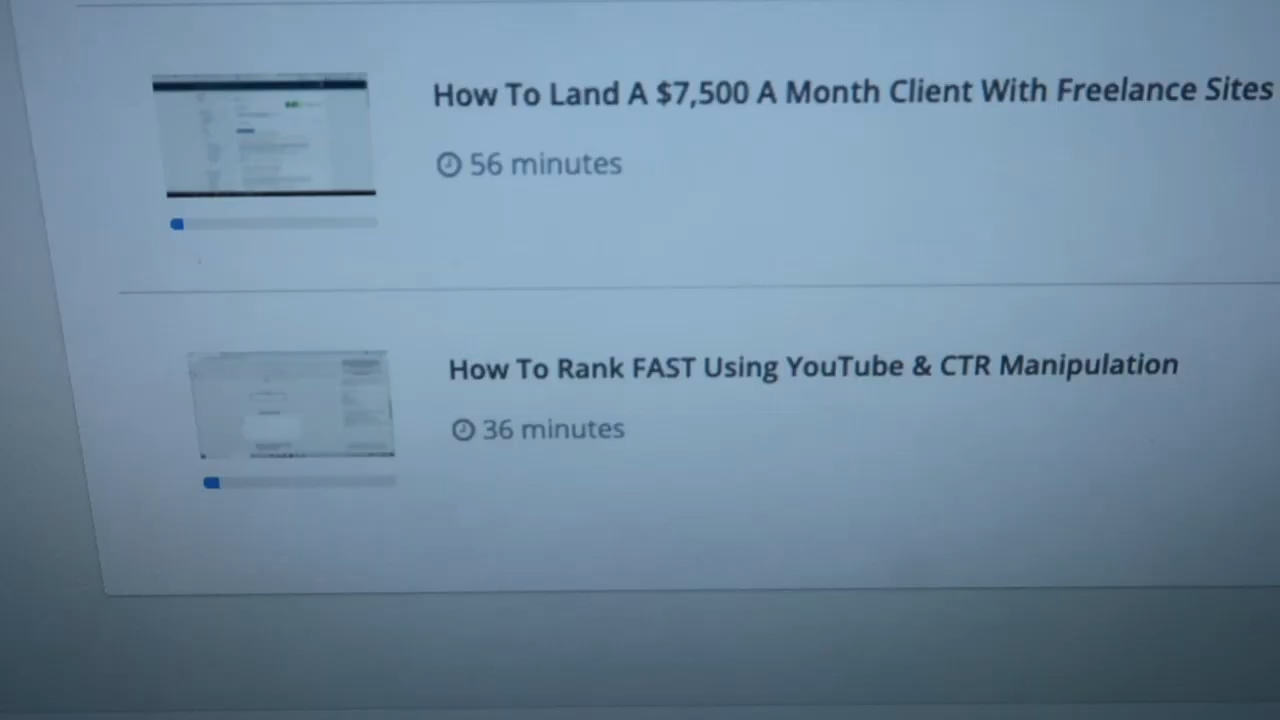 How To Land A $7,500 A Month Client With Freelance Sites
56 minutes
How To Rank FAST Using YouTube & CTR Manipulation
36 minutes